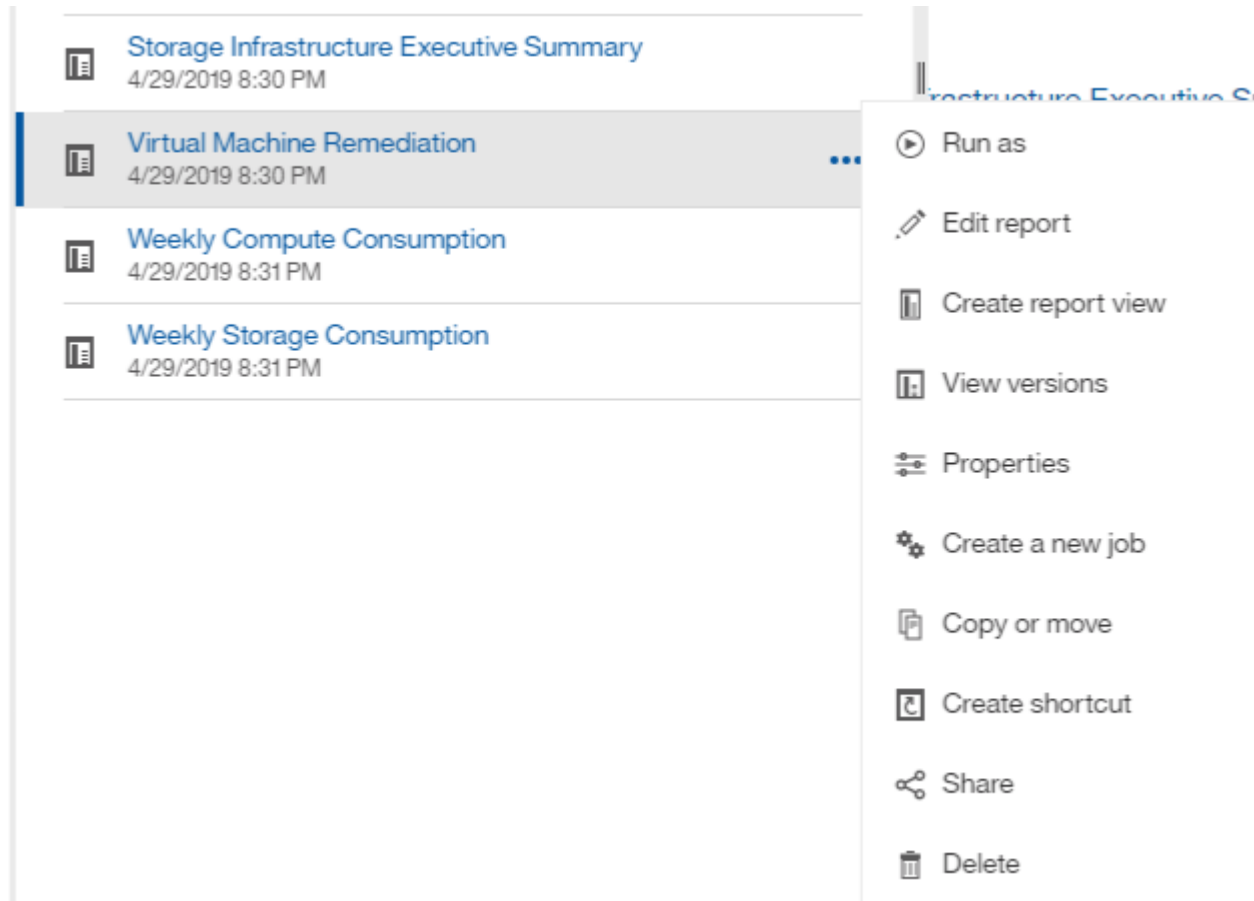 Storage Infrastructure Executive Summary
4/29/2019 8:30 PM
Virtual Machine Remediation
4/29/2019 8:30 PM
Weekly Compute Consumption
4/29/2019 8:31 PM
Weekly Storage Consumption
4/29/2019 8:31 PM
Executive
Run as
Edit report
Create report view
View versions
Properties
Create a new job
Copy or move
Create shortcut
Share
Delete